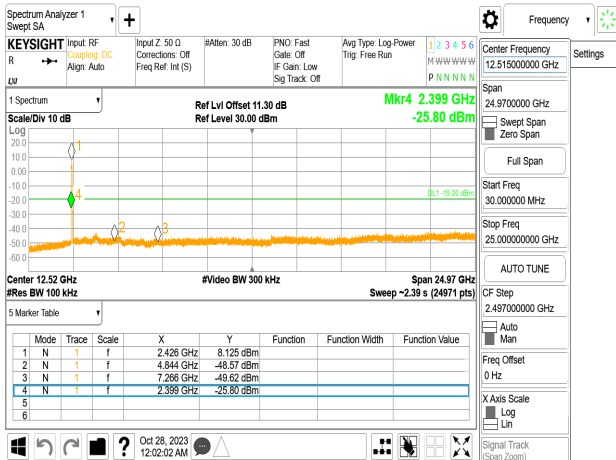 Spectrum Analyzer 1
Swept SA
Frequency
KEYSIGHT Input: RF
R Coupling: DC
Align: Auto
LXI
Input Z: 50 Ω
Corrections: Off
Freq Ref: Int (S)
#Atten: 30 dB
PNO: Fast
Gate: Off
IF Gain: Low
Sig Track: Off
Avg Type: Log-Power
Trig: Free Run
1 2 3 4 5 6
M W W W W W
P N N N N N
1 Spectrum
Scale/Div 10 dB
Ref Lvl Offset 11.30 dB
Ref Level 30.00 dBm
Mkr4 2.399 GHz
-25.80 dBm
Log
20.0
10.0
0.00
-10.0
-20.0
-30.0
-40.0
-50.0
-60.0
1
4
2
3
DL1 -19.00 dBm
Center 12.52 GHz
#Res BW 100 kHz
#Video BW 300 kHz
Span 24.97 GHz
Sweep ~2.39 s (24971 pts)
5 Marker Table
Mode Trace Scale X Y Function Function Width Function Value
1 N 1 f 2.426 GHz 8.125 dBm
2 N 1 f 4.844 GHz -48.57 dBm
3 N 1 f 7.266 GHz -49.62 dBm
4 N 1 f 2.399 GHz -25.80 dBm
5
6
Oct 28, 2023
12:02:02 AM
?
Center Frequency
12.515000000 GHz
Settings
Span
24.9700000 GHz
Swept Span
Zero Span
Full Span
Start Freq
30.000000 MHz
Stop Freq
25.000000000 GHz
AUTO TUNE
CF Step
2.497000000 GHz
Auto
Man
Freq Offset
0 Hz
X Axis Scale
Log
Lin
Signal Track
(Span Zoom)